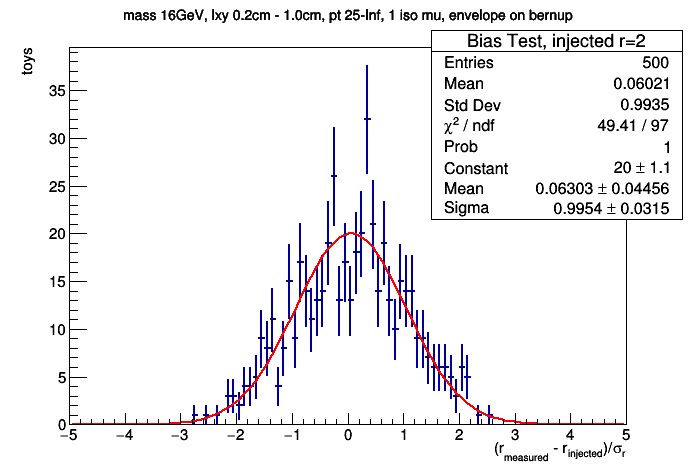 mass 16GeV, lxy 0.2cm - 1.0cm, pt 25-Inf, 1 iso mu, envelope on bernup
Bias Test, injected r=2
Entries 500
Mean 0.06021
Std Dev 0.9935
χ² / ndf 49.41 / 97
Prob 1
Constant 20 ± 1.1
Mean 0.06303 ± 0.04456
Sigma 0.9954 ± 0.0315
toys
35
30
25
20
15
10
5
0
−5 −4 −3 −2 −1 0 1 2 3 4 5
(r_measured - r_injected)/σ_r